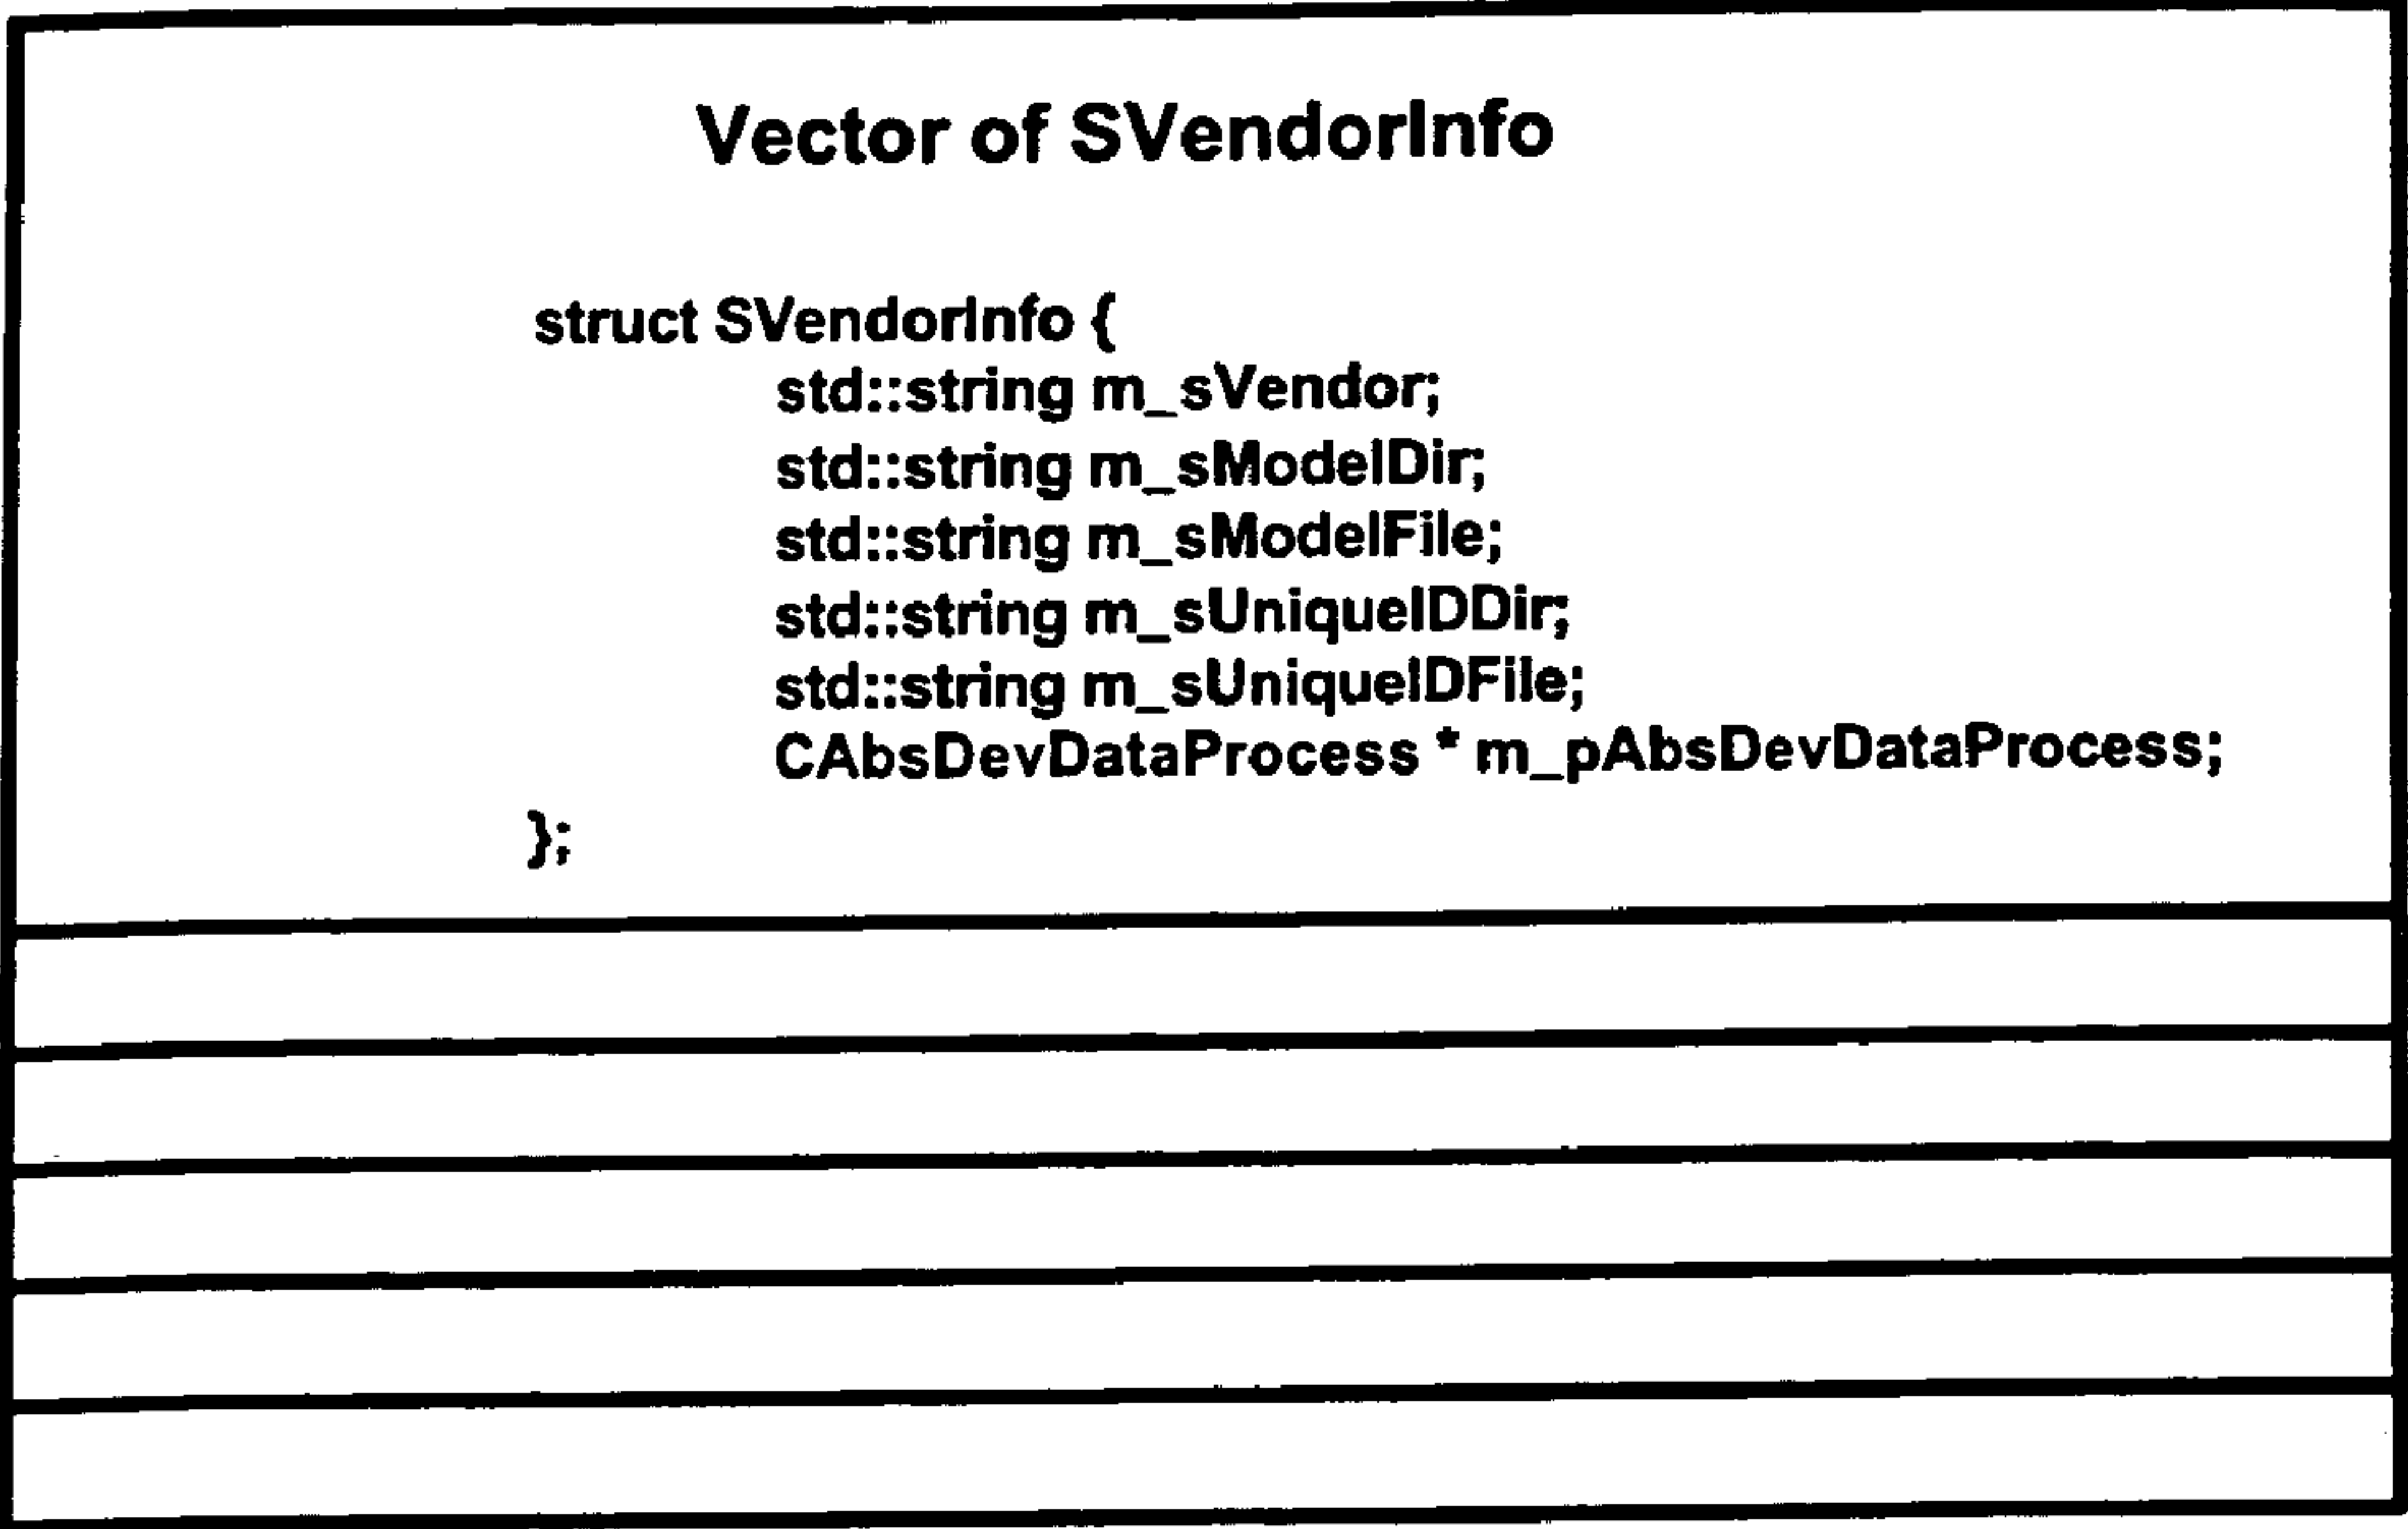 Vector of SVendorInfo
struct SVendorInfo {
std::string m_sVendor;
std::string m_sModelDir;
std::string m_sModelFile;
std::string m_sUniqueIDDir;
std::string m_sUniqueIDFile;
CAbsDevDataProcess * m_pAbsDevDataProcess;
};